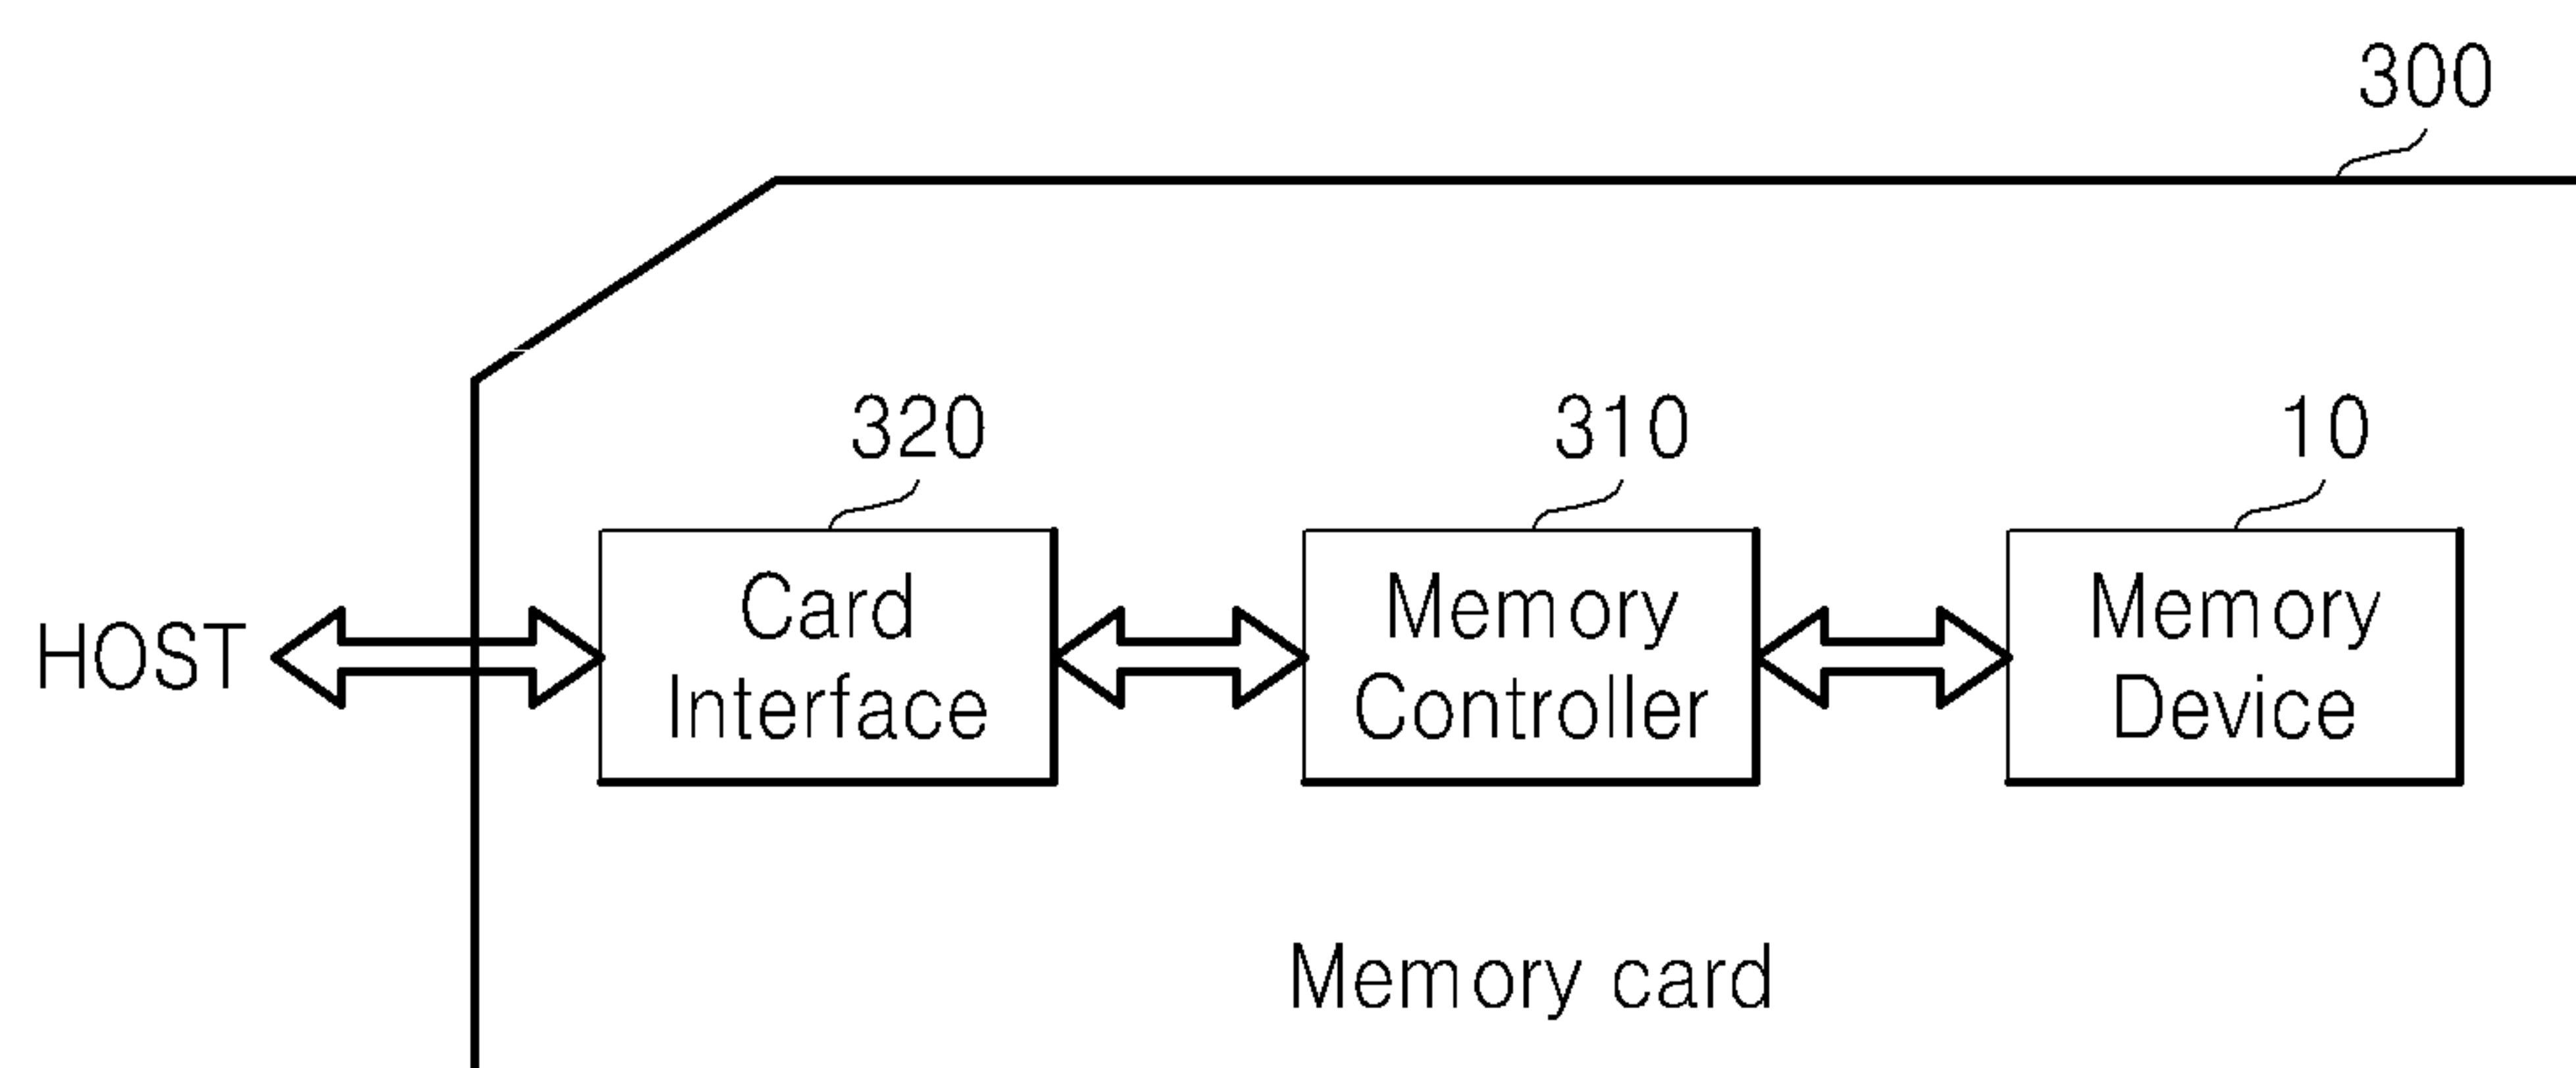 300
320
310
10
Card
Interface
Memory
Controller
Memory
Device
HOST
Memory card